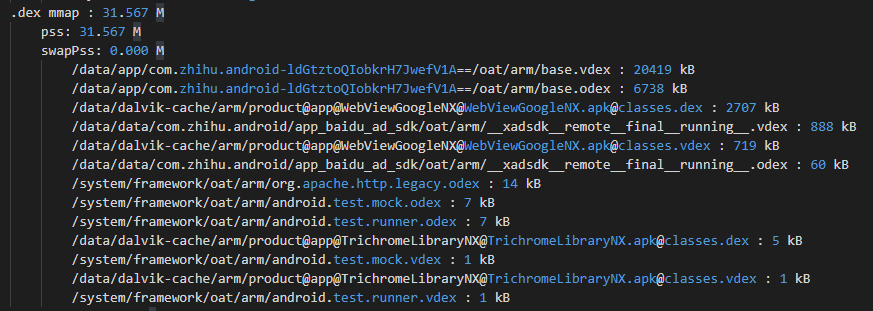 .dex mmap : 31.567 M
pss: 31.567 M
swapPss: 0.000 M
/data/app/com.zhihu.android-ldGtztoQIobkrH7JwefV1A==/oat/arm/base.vdex : 20419 kB
/data/app/com.zhihu.android-ldGtztoQIobkrH7JwefV1A==/oat/arm/base.odex : 6738 kB
/data/dalvik-cache/arm/product@app@WebViewGoogleNX@WebViewGoogleNX.apk@classes.dex : 2707 kB
/data/data/com.zhihu.android/app_baidu_ad_sdk/oat/arm/__xadsdk__remote__final__running__.vdex : 888 kB
/data/dalvik-cache/arm/product@app@WebViewGoogleNX@WebViewGoogleNX.apk@classes.vdex : 719 kB
/data/data/com.zhihu.android/app_baidu_ad_sdk/oat/arm/__xadsdk__remote__final__running__.odex : 60 kB
/system/framework/oat/arm/org.apache.http.legacy.odex : 14 kB
/system/framework/oat/arm/android.test.mock.odex : 7 kB
/system/framework/oat/arm/android.test.runner.odex : 7 kB
/data/dalvik-cache/arm/product@app@TrichromeLibraryNX@TrichromeLibraryNX.apk@classes.dex : 5 kB
/system/framework/oat/arm/android.test.mock.vdex : 1 kB
/data/dalvik-cache/arm/product@app@TrichromeLibraryNX@TrichromeLibraryNX.apk@classes.vdex : 1 kB
/system/framework/oat/arm/android.test.runner.vdex : 1 kB